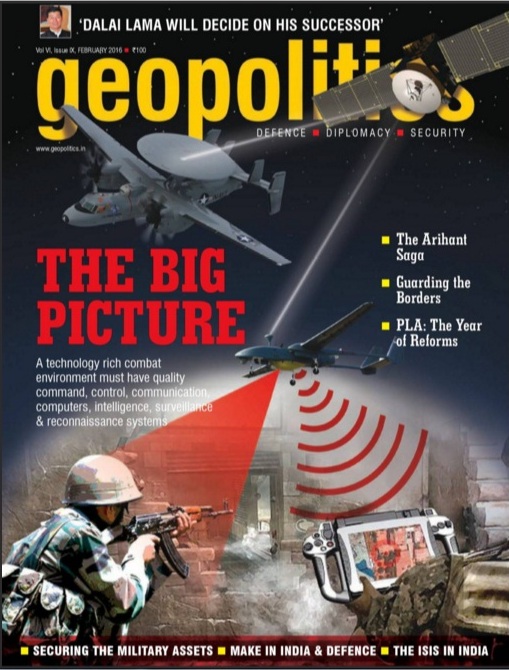 'DALAI LAMA WILL DECIDE ON HIS SUCCESSOR'
Vol VI, Issue IX, FEBRUARY 2016 ■ ₹100
geopolitics
DEFENCE ■ DIPLOMACY ■ SECURITY
www.geopolitics.in
THE BIG
PICTURE
A technology rich combat
environment must have quality
command, control, communication,
computers, intelligence, surveillance
& reconnaissance systems
■ The Arihant
Saga
■ Guarding the
Borders
■ PLA: The Year
of Reforms
■ SECURING THE MILITARY ASSETS ■ MAKE IN INDIA & DEFENCE ■ THE ISIS IN INDIA